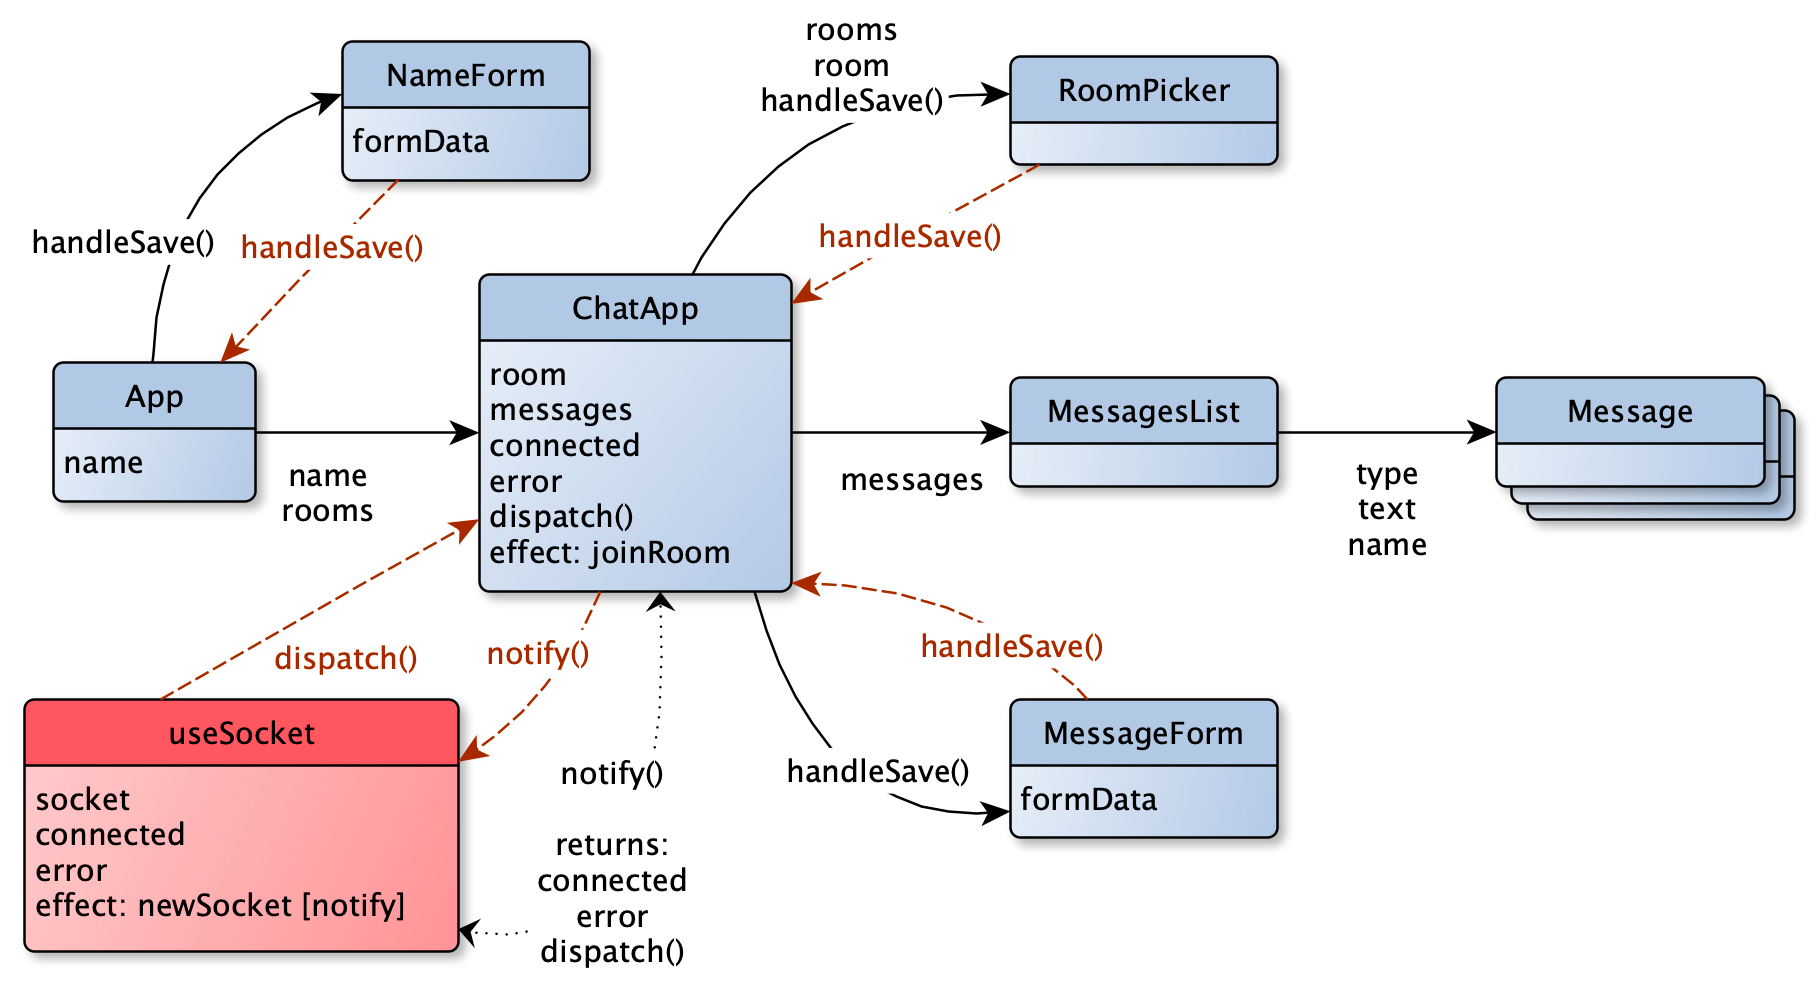 rooms
room
handleSave()
NameForm
formData
RoomPicker
handleSave()
handleSave()
handleSave()
ChatApp
room
messages
connected
error
dispatch()
effect: joinRoom
App
name
name
rooms
messages
MessagesList
Message
type
text
name
dispatch()
notify()
handleSave()
useSocket
socket
connected
error
effect: newSocket [notify]
notify()
returns:
connected
error
dispatch()
handleSave()
MessageForm
formData